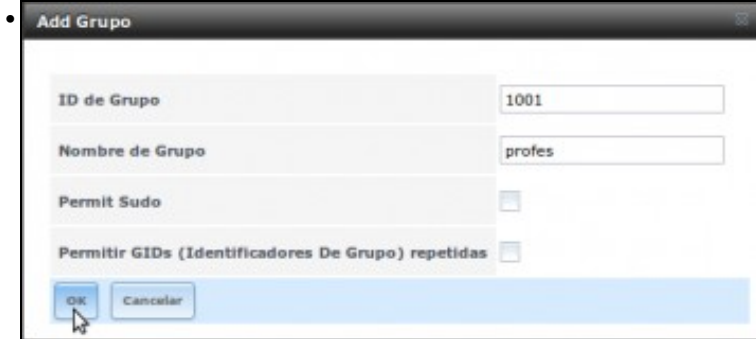 Add Grupo
ID de Grupo 1001
Nombre de Grupo profes
Permit Sudo
Permitir GIDs (Identificadores De Grupo) repetidas
OK Cancelar